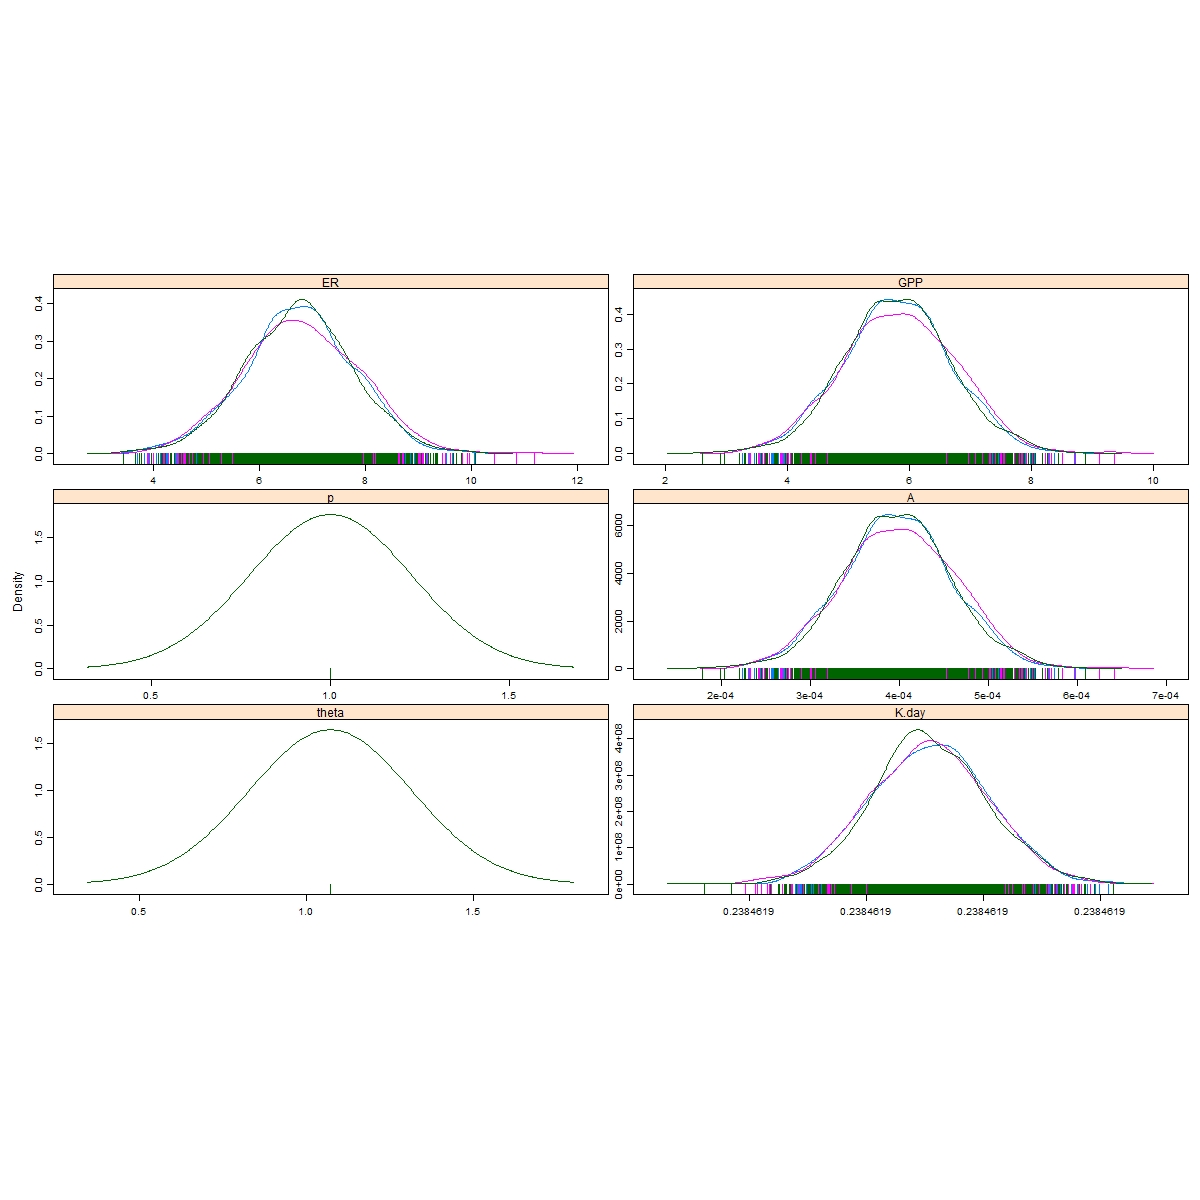 ER
GPP
0.0 0.1 0.2 0.3 0.4
4 6 8 10 12
0.0 0.1 0.2 0.3 0.4
2 4 6 8 10
p
A
Density
0.0 0.5 1.0 1.5
0.5 1.0 1.5
0 2000 4000 6000
2e-04 3e-04 4e-04 5e-04 6e-04 7e-04
theta
K.day
0.0 0.5 1.0 1.5
0.5 1.0 1.5
0e+00 1e+08 2e+08 3e+08 4e+08
0.2384619 0.2384619 0.2384619 0.2384619